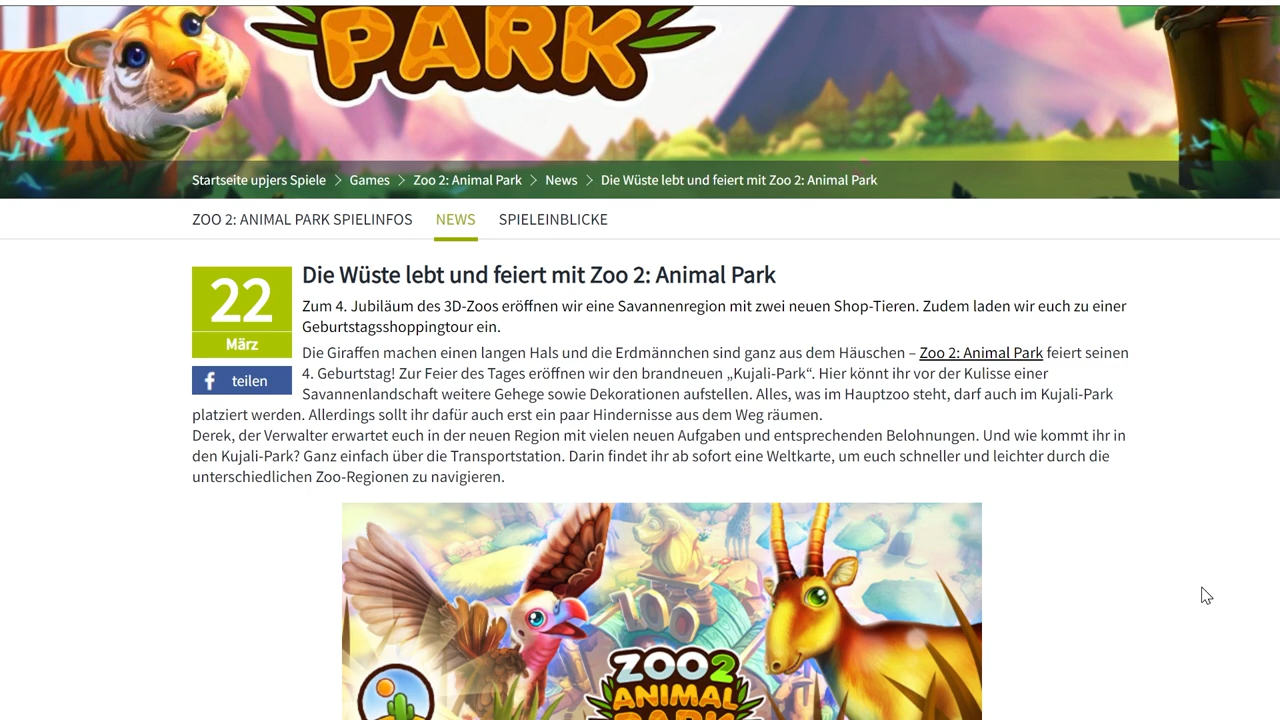 PARK
Startseite upjers Spiele > Games > Zoo 2: Animal Park > News > Die Wüste lebt und feiert mit Zoo 2: Animal Park
ZOO 2: ANIMAL PARK SPIELINFOS NEWS SPIELEINBLICKE
22
März
f teilen
Die Wüste lebt und feiert mit Zoo 2: Animal Park
Zum 4. Jubiläum des 3D-Zoos eröffnen wir eine Savannenregion mit zwei neuen Shop-Tieren. Zudem laden wir euch zu einer
Geburtstagsshoppingtour ein.
Die Giraffen machen einen langen Hals und die Erdmännchen sind ganz aus dem Häuschen – Zoo 2: Animal Park feiert seinen
4. Geburtstag! Zur Feier des Tages eröffnen wir den brandneuen „Kujali-Park“. Hier könnt ihr vor der Kulisse einer
Savannenlandschaft weitere Gehege sowie Dekorationen aufstellen. Alles, was im Hauptzoo steht, darf auch im Kujali-Park
platziert werden. Allerdings sollt ihr dafür auch erst ein paar Hindernisse aus dem Weg räumen.
Derek, der Verwalter erwartet euch in der neuen Region mit vielen neuen Aufgaben und entsprechenden Belohnungen. Und wie kommt ihr in
den Kujali-Park? Ganz einfach über die Transportstation. Darin findet ihr ab sofort eine Weltkarte, um euch schneller und leichter durch die
unterschiedlichen Zoo-Regionen zu navigieren.
ZOO
ZOO2
ANIMAL
PARK